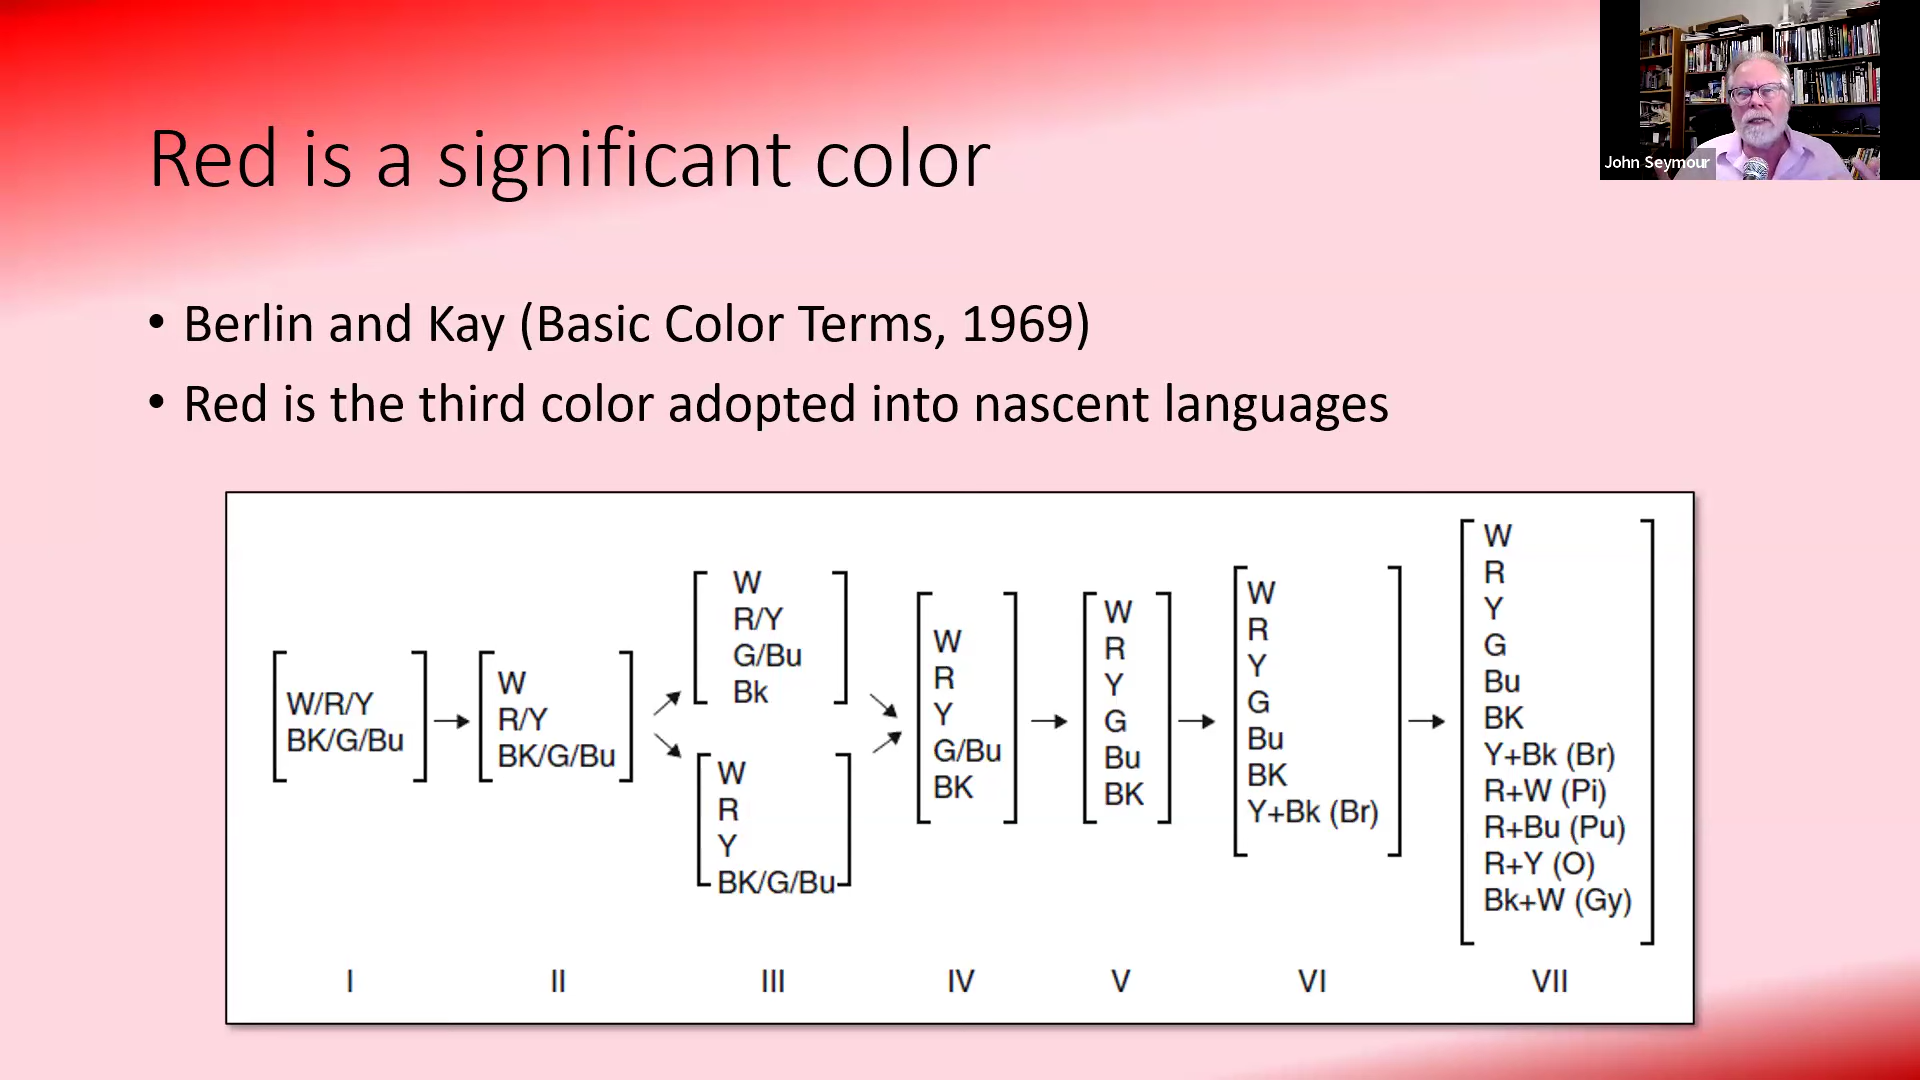 Red is a significant color
John Seymour
• Berlin and Kay (Basic Color Terms, 1969)
• Red is the third color adopted into nascent languages
W/R/Y
BK/G/Bu
W
R/Y
BK/G/Bu
W
R/Y
G/Bu
Bk
W
R
Y
BK/G/Bu
W
R
Y
G/Bu
BK
W
R
Y
G
Bu
BK
W
R
Y
G
Bu
BK
Y+Bk (Br)
W
R
Y
G
Bu
BK
Y+Bk (Br)
R+W (Pi)
R+Bu (Pu)
R+Y (O)
Bk+W (Gy)
I II III IV V VI VII